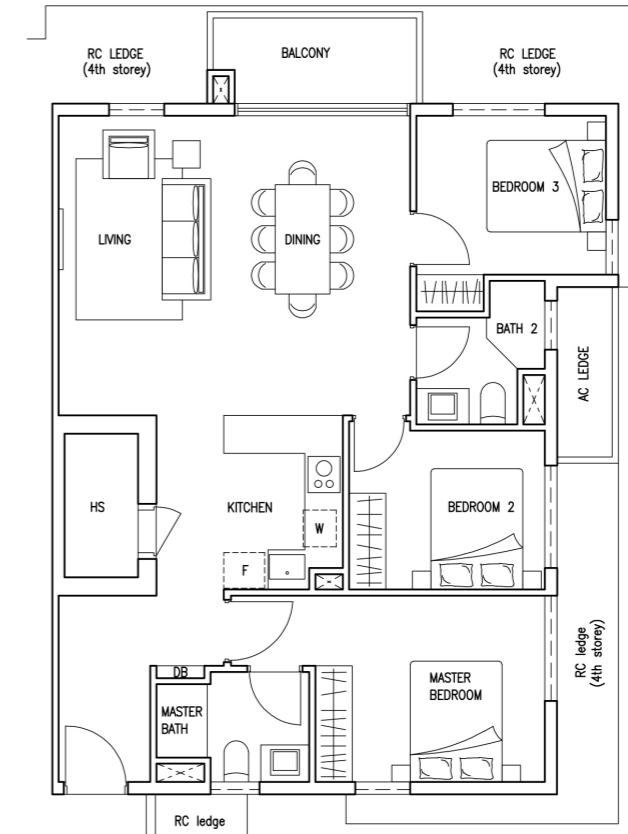 RC LEDGE
(4th storey)
BALCONY
RC LEDGE
(4th storey)
BEDROOM 3
LIVING
DINING
BATH 2
AC LEDGE
HS
KITCHEN
BEDROOM 2
W
F
RC ledge
(4th storey)
DB
MASTER
BEDROOM
MASTER
BATH
RC ledge